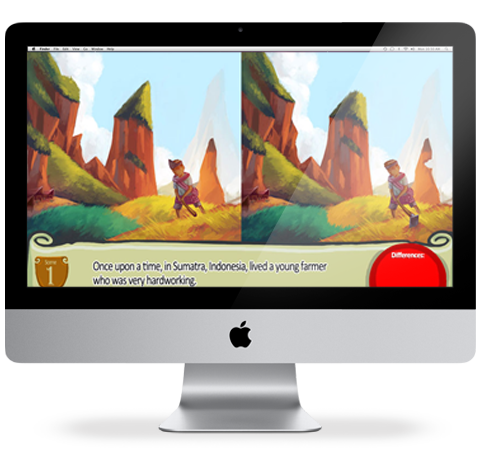 Finder File Edit View Go Window Help
Differences:
Scene
1
Once upon a time, in Sumatra, Indonesia, lived a young farmer
who was very hardworking.